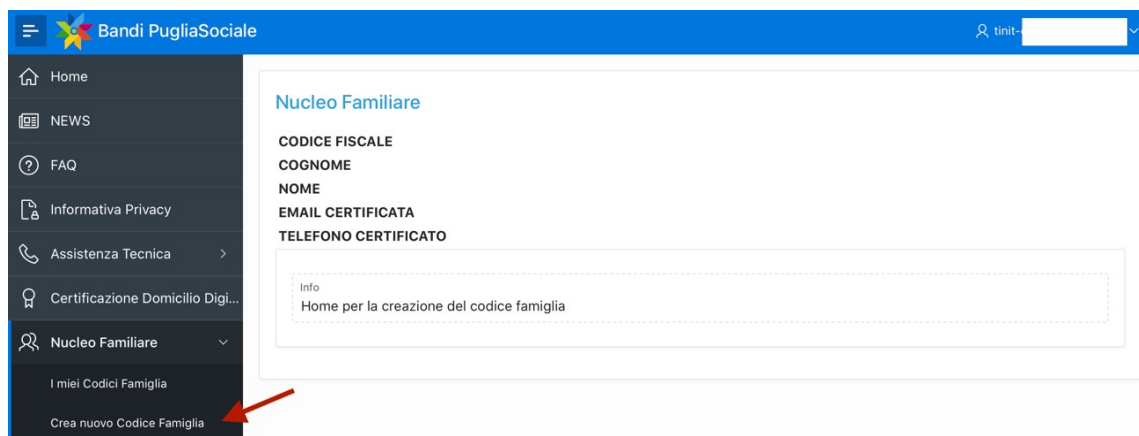 Bandi PugliaSociale
tinit-
Home
NEWS
FAQ
Informativa Privacy
Assistenza Tecnica
Certificazione Domicilio Digi...
Nucleo Familiare
I miei Codici Famiglia
Crea nuovo Codice Famiglia
Nucleo Familiare
CODICE FISCALE
COGNOME
NOME
EMAIL CERTIFICATA
TELEFONO CERTIFICATO
Info
Home per la creazione del codice famiglia